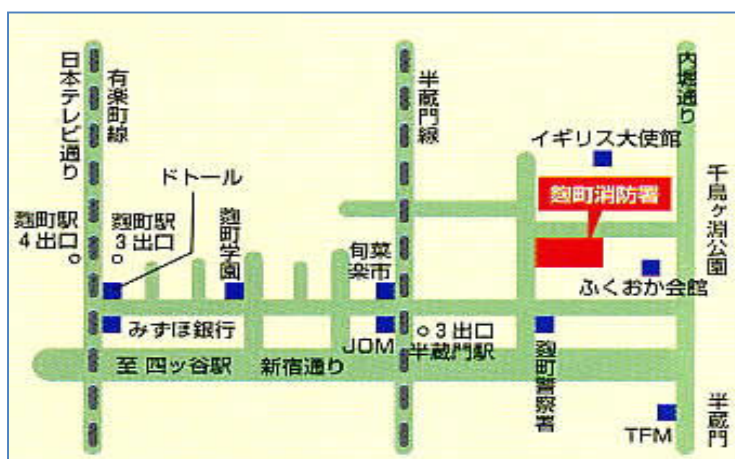 日本テレビ通り
有楽町線
半蔵門線
内堀通り
イギリス大使館
千鳥ヶ淵公園
ドトール
麹町消防署
麹町駅
4出口
麹町駅
3出口
麹町学園
旬菜
楽市
ふくおか会館
みずほ銀行
JOM
3出口
半蔵門駅
麹町警察署
至 四ッ谷駅
新宿通り
TFM
半蔵門